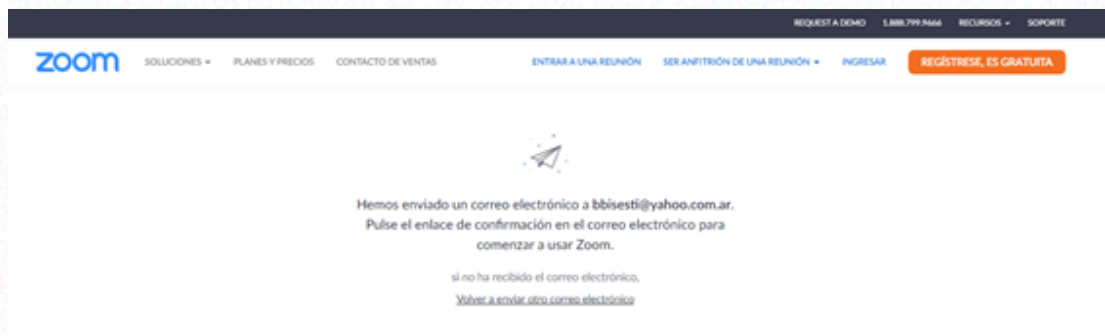 REQUEST A DEMO 1.888.799.9666 RECURSOS SOPORTE
zoom SOLUCIONES PLANES Y PRECIOS CONTACTO DE VENTAS ENTRAR A UNA REUNIÓN SER ANFITRIÓN DE UNA REUNIÓN INGRESAR REGÍSTRESE, ES GRATUITA
Hemos enviado un correo electrónico a bbisesti@yahoo.com.ar.
Pulse el enlace de confirmación en el correo electrónico para
comenzar a usar Zoom.
si no ha recibido el correo electrónico,
Volver a enviar otro correo electrónico